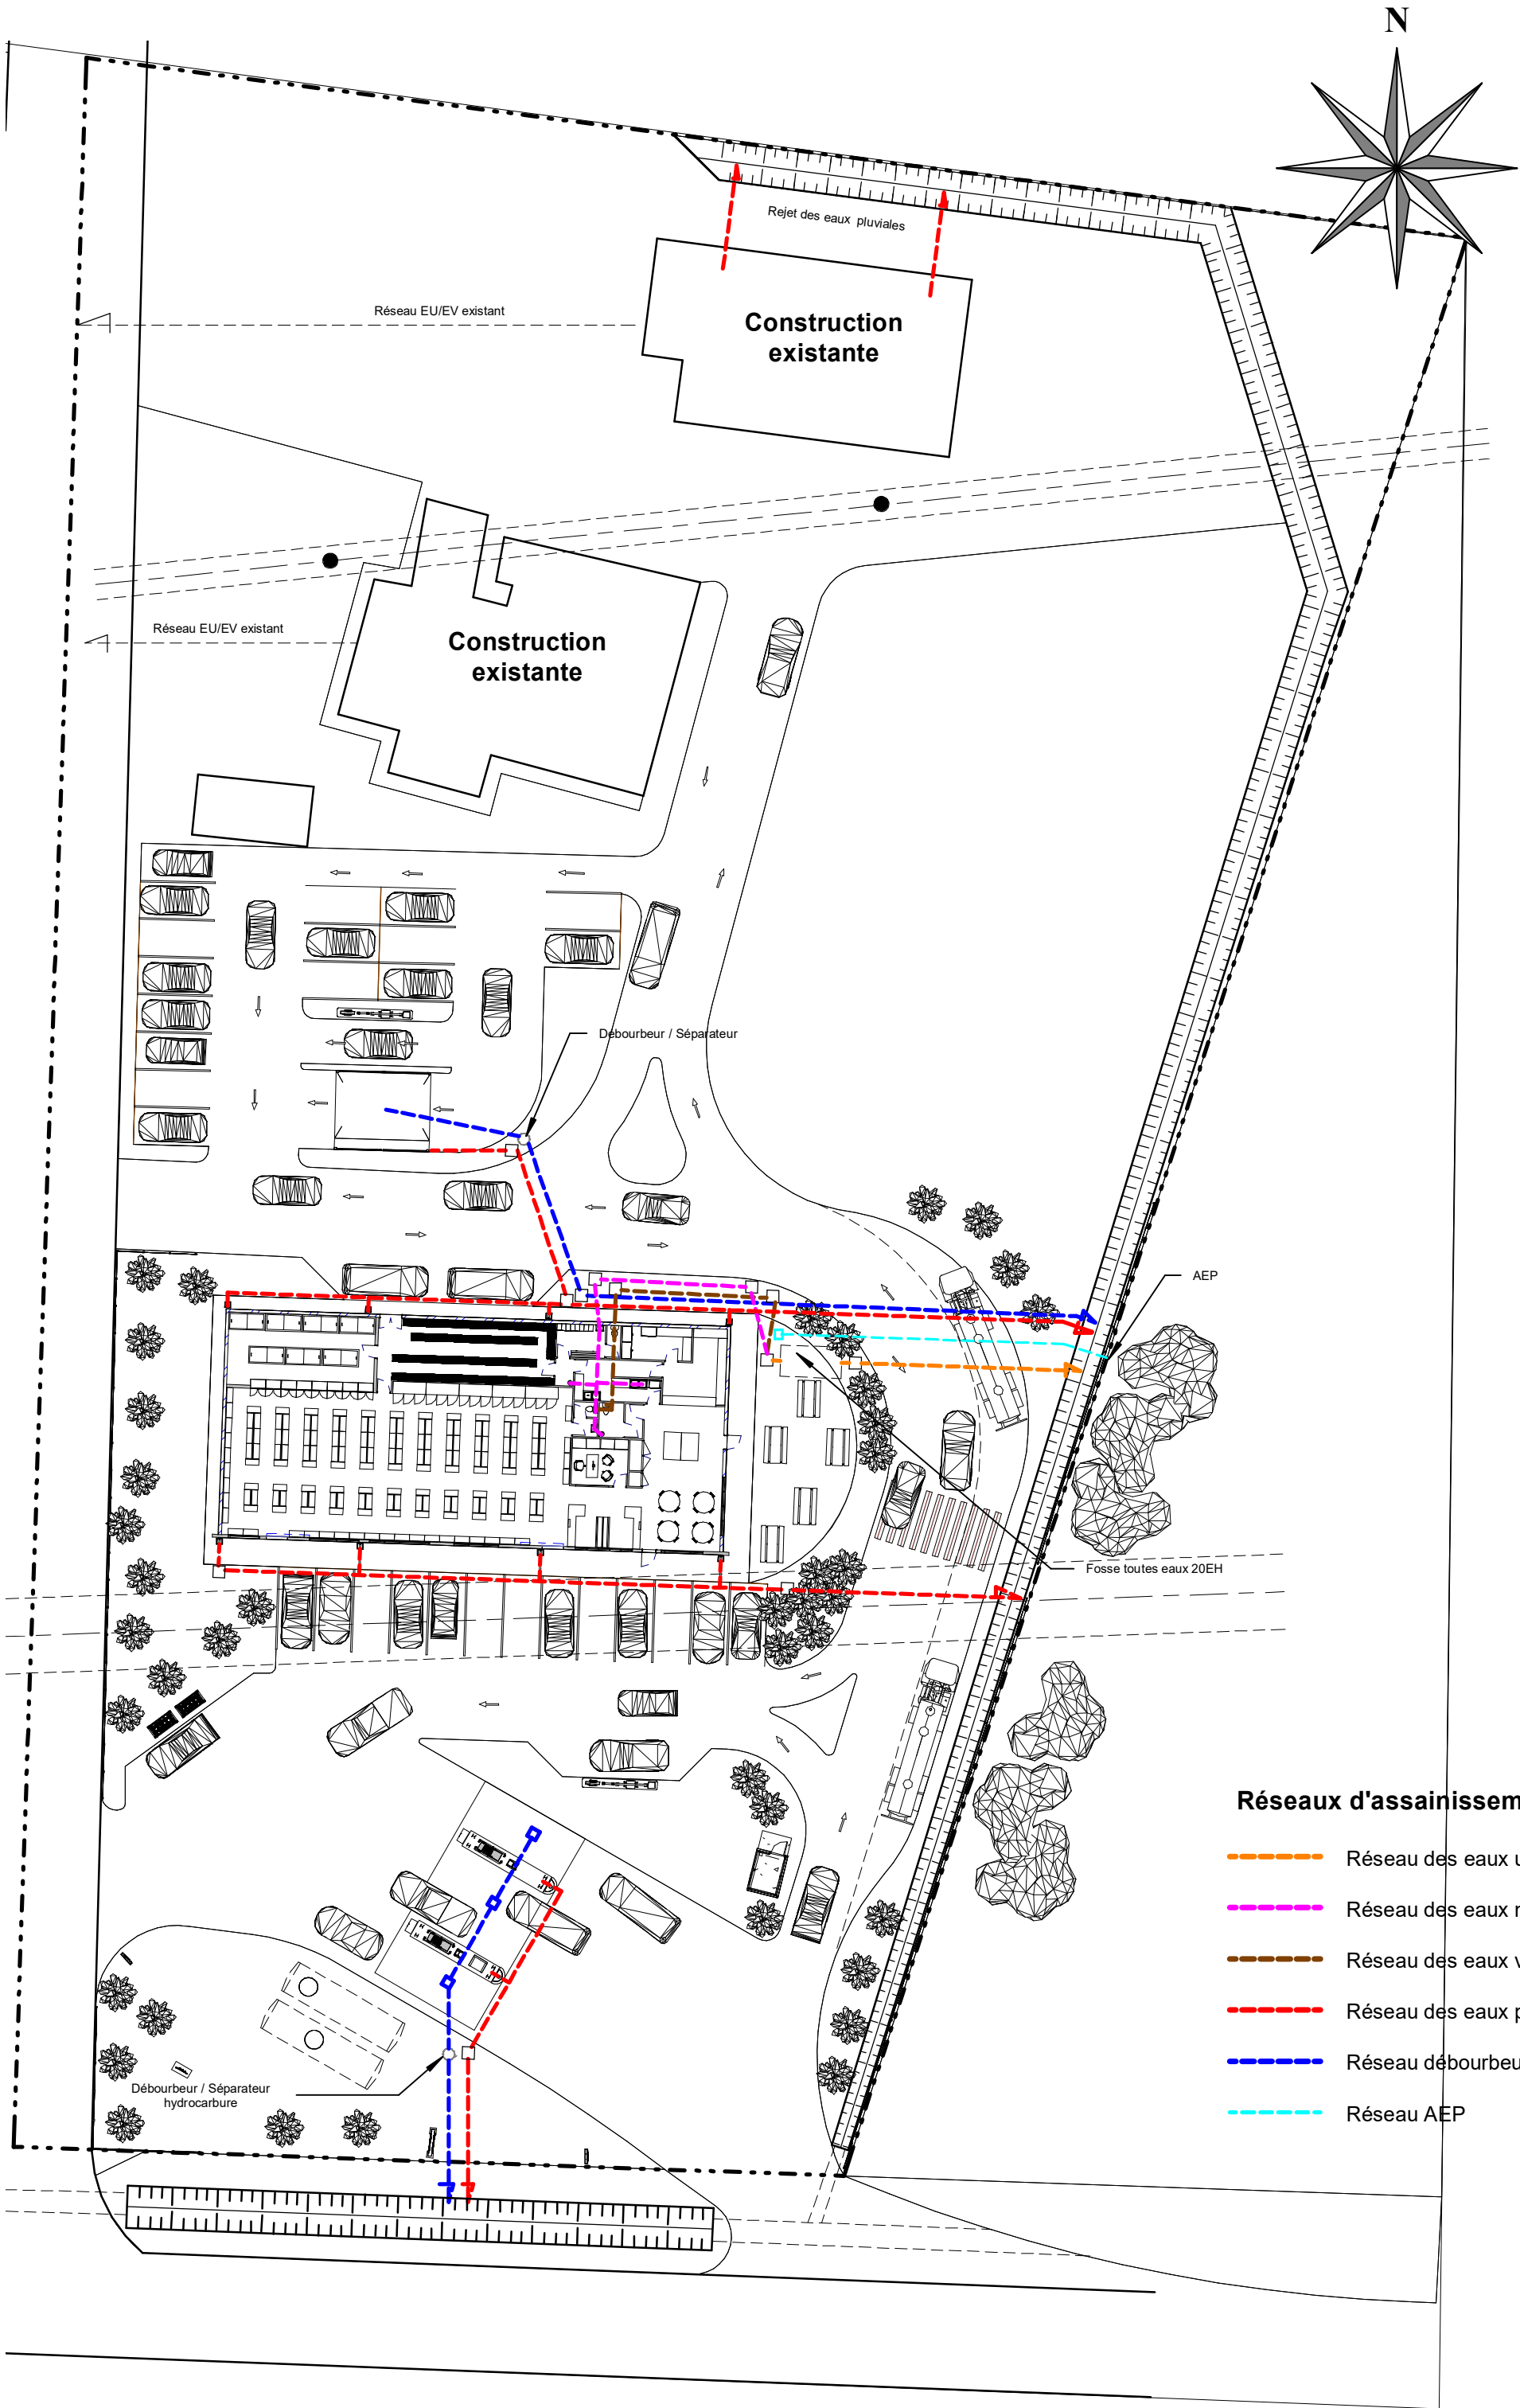 N
Rejet des eaux pluviales
Réseau EU/EV existant
Construction
existante
Réseau EU/EV existant
Construction
existante
Débourbeur / Séparateur
AEP
Fosse toutes eaux 20EH
Réseaux d'assainissem
Réseau des eaux u
Réseau des eaux
Réseau des eaux v
Réseau des eaux p
Réseau débourbeu
Réseau AEP
Débourbeur / Séparateur
hydrocarbure